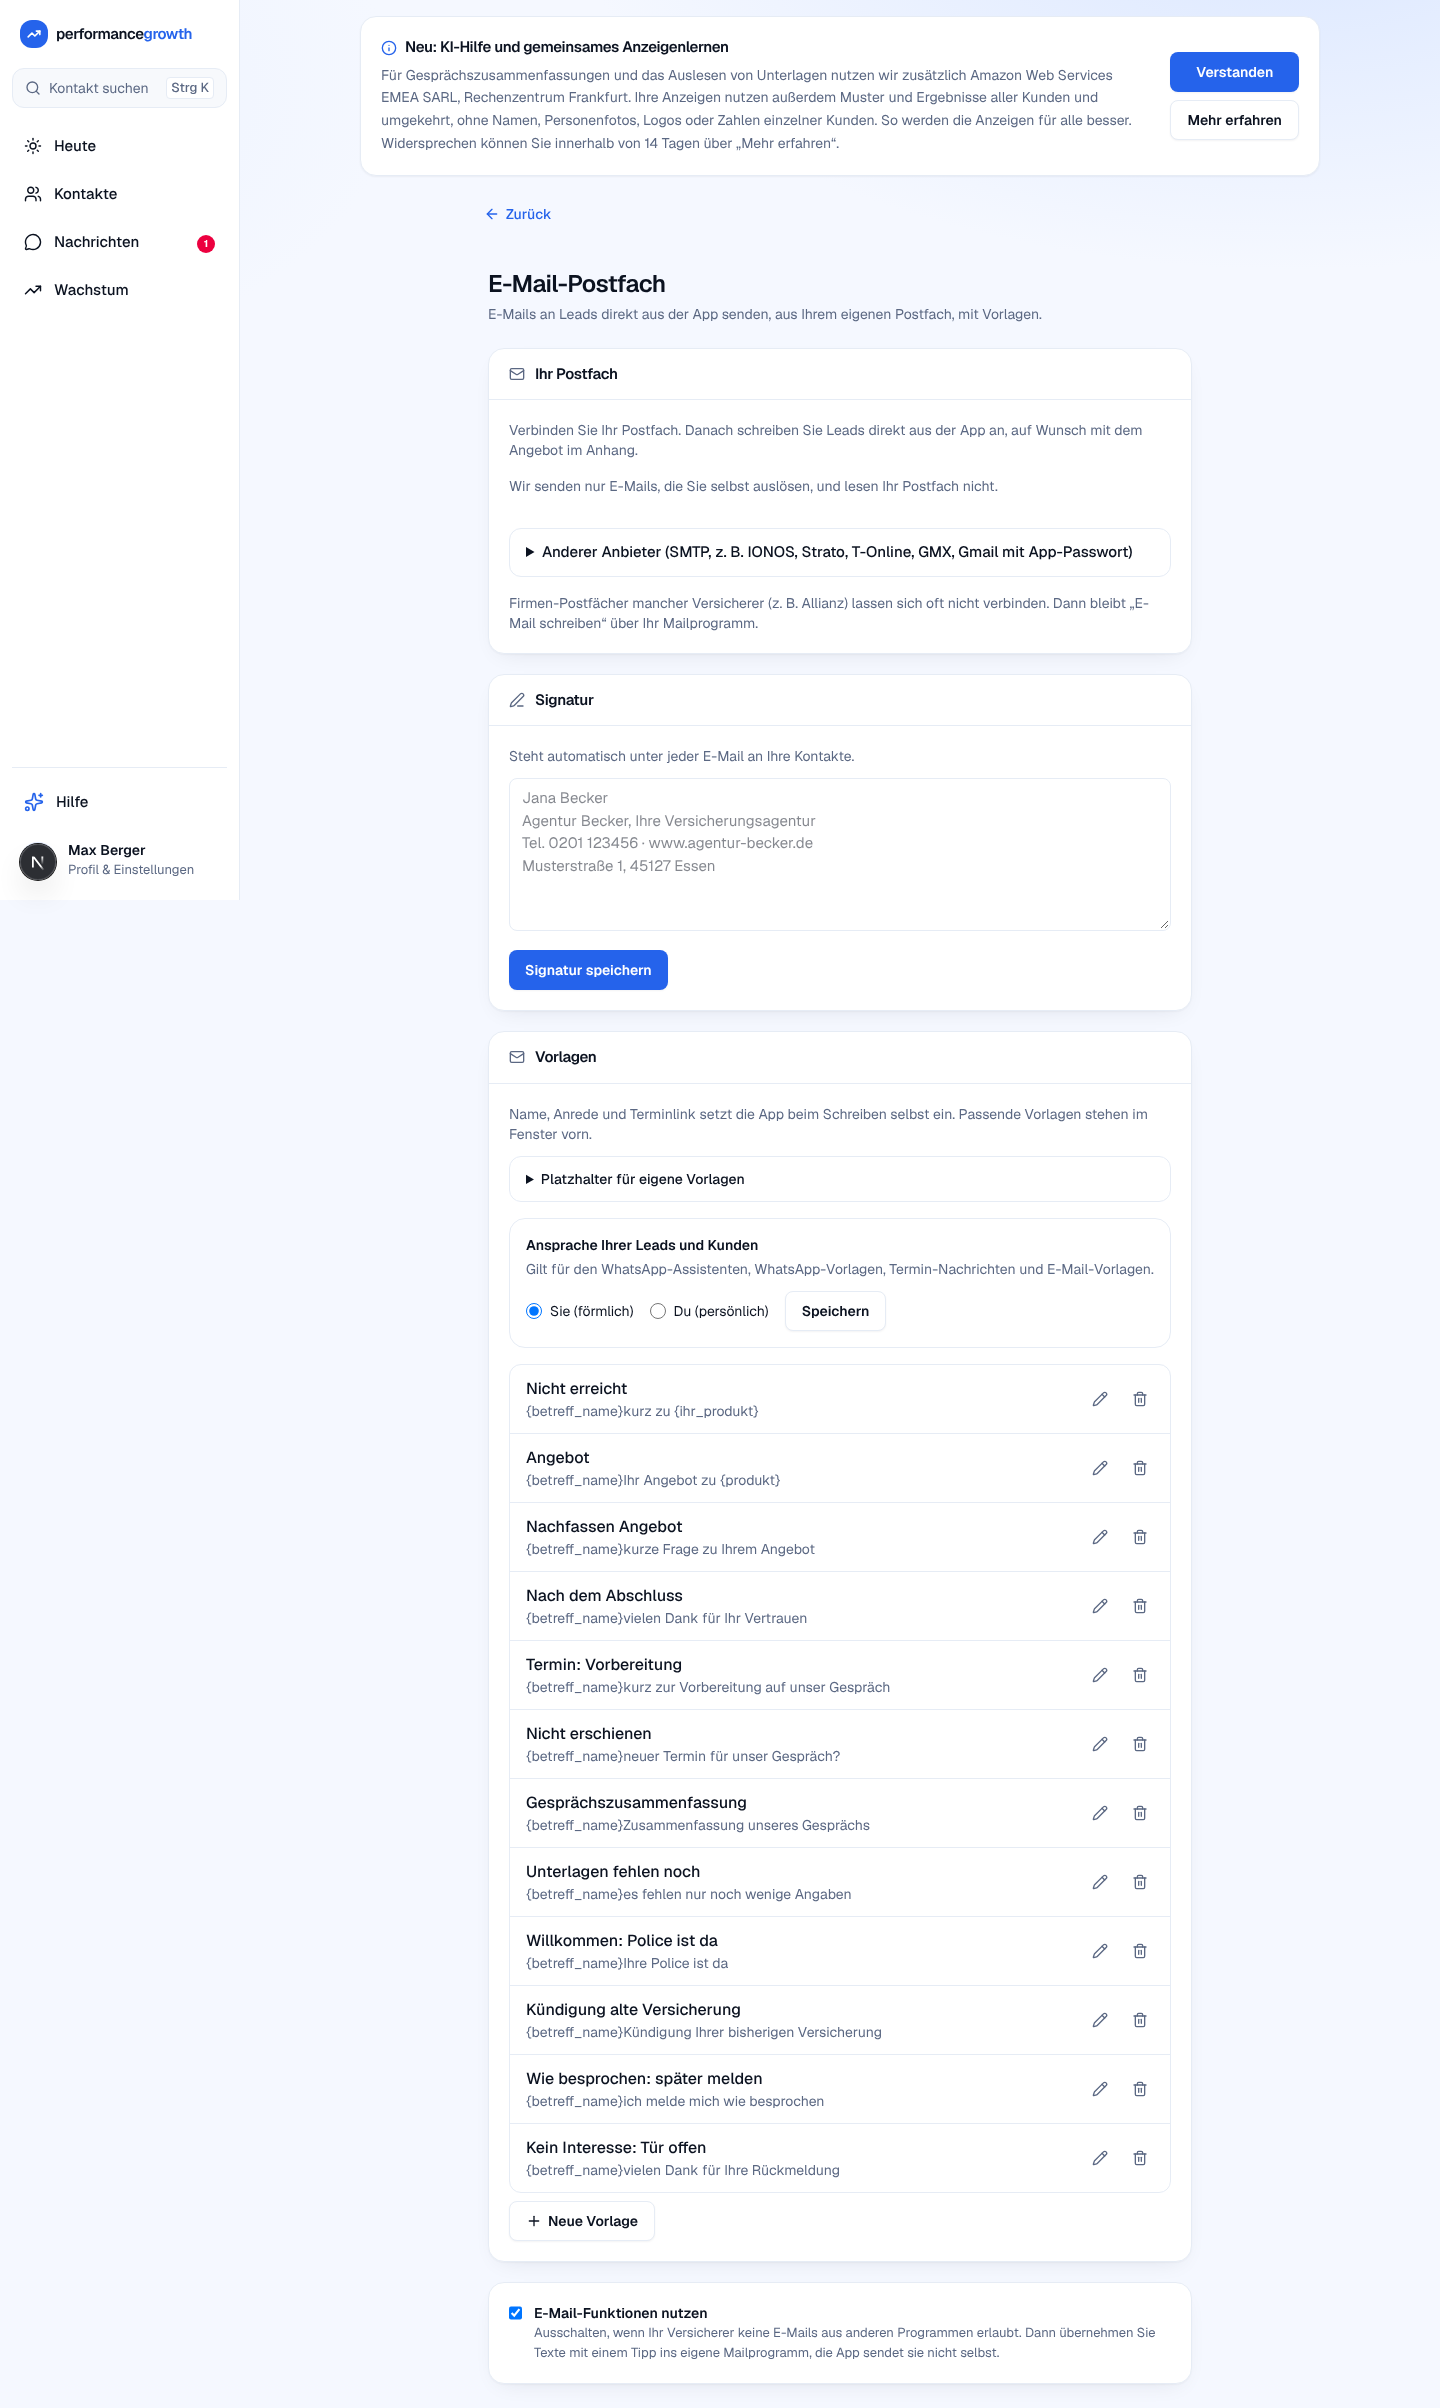 performancegrowth
Kontakt suchen Strg K
Heute
Kontakte
Nachrichten 1
Wachstum
Hilfe
N
Max Berger
Profil & Einstellungen
Neu: KI-Hilfe und gemeinsames Anzeigenlernen
Für Gesprächszusammenfassungen und das Auslesen von Unterlagen nutzen wir zusätzlich Amazon Web Services
EMEA SARL, Rechenzentrum Frankfurt. Ihre Anzeigen nutzen außerdem Muster und Ergebnisse aller Kunden und
umgekehrt, ohne Namen, Personenfotos, Logos oder Zahlen einzelner Kunden. So werden die Anzeigen für alle besser.
Widersprechen können Sie innerhalb von 14 Tagen über „Mehr erfahren“.
Verstanden
Mehr erfahren
Zurück
E-Mail-Postfach
E-Mails an Leads direkt aus der App senden, aus Ihrem eigenen Postfach, mit Vorlagen.
Ihr Postfach
Verbinden Sie Ihr Postfach. Danach schreiben Sie Leads direkt aus der App an, auf Wunsch mit dem
Angebot im Anhang.
Wir senden nur E-Mails, die Sie selbst auslösen, und lesen Ihr Postfach nicht.
Anderer Anbieter (SMTP, z. B. IONOS, Strato, T-Online, GMX, Gmail mit App-Passwort)
Firmen-Postfächer mancher Versicherer (z. B. Allianz) lassen sich oft nicht verbinden. Dann bleibt „E-
Mail schreiben“ über Ihr Mailprogramm.
Signatur
Steht automatisch unter jeder E-Mail an Ihre Kontakte.
Jana Becker
Agentur Becker, Ihre Versicherungsagentur
Tel. 0201 123456 · www.agentur-becker.de
Musterstraße 1, 45127 Essen
Signatur speichern
Vorlagen
Name, Anrede und Terminlink setzt die App beim Schreiben selbst ein. Passende Vorlagen stehen im
Fenster vorn.
Platzhalter für eigene Vorlagen
Ansprache Ihrer Leads und Kunden
Gilt für den WhatsApp-Assistenten, WhatsApp-Vorlagen, Termin-Nachrichten und E-Mail-Vorlagen.
Sie (förmlich) Du (persönlich) Speichern
Nicht erreicht
{betreff_name}kurz zu {ihr_produkt}
Angebot
{betreff_name}Ihr Angebot zu {produkt}
Nachfassen Angebot
{betreff_name}kurze Frage zu Ihrem Angebot
Nach dem Abschluss
{betreff_name}vielen Dank für Ihr Vertrauen
Termin: Vorbereitung
{betreff_name}kurz zur Vorbereitung auf unser Gespräch
Nicht erschienen
{betreff_name}neuer Termin für unser Gespräch?
Gesprächszusammenfassung
{betreff_name}Zusammenfassung unseres Gesprächs
Unterlagen fehlen noch
{betreff_name}es fehlen nur noch wenige Angaben
Willkommen: Police ist da
{betreff_name}Ihre Police ist da
Kündigung alte Versicherung
{betreff_name}Kündigung Ihrer bisherigen Versicherung
Wie besprochen: später melden
{betreff_name}ich melde mich wie besprochen
Kein Interesse: Tür offen
{betreff_name}vielen Dank für Ihre Rückmeldung
Neue Vorlage
E-Mail-Funktionen nutzen
Ausschalten, wenn Ihr Versicherer keine E-Mails aus anderen Programmen erlaubt. Dann übernehmen Sie
Texte mit einem Tipp ins eigene Mailprogramm, die App sendet sie nicht selbst.